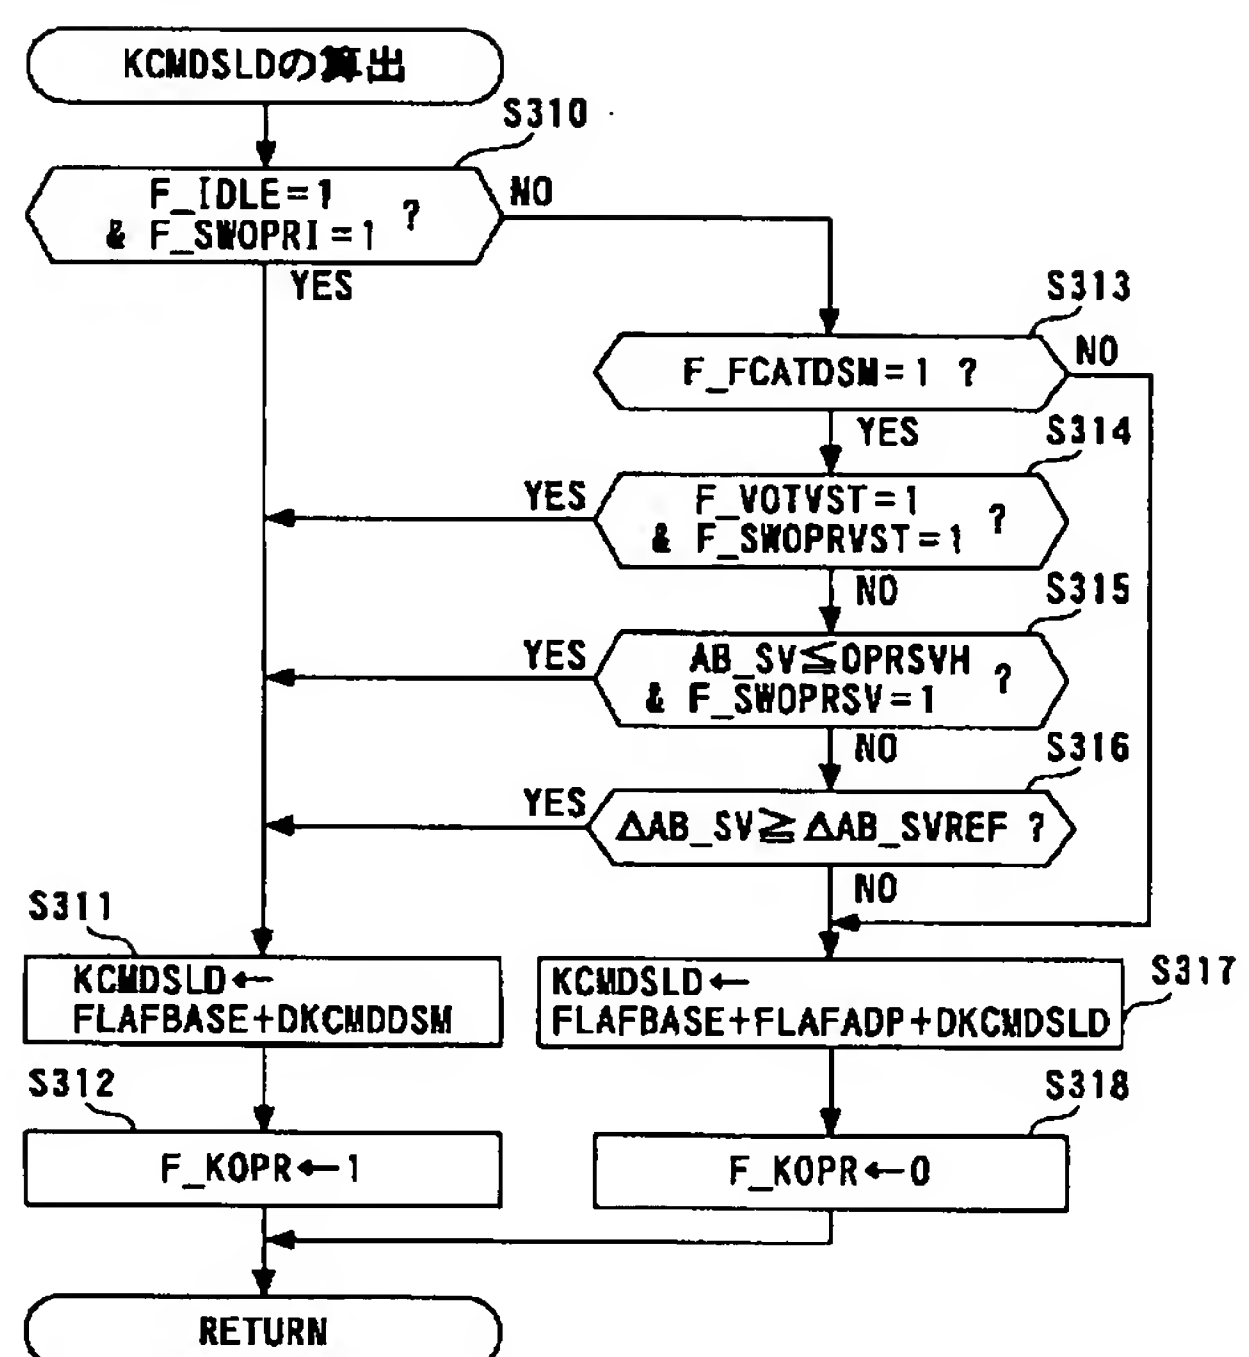 KCMDSLDの算出
S310
F_IDLE=1
& F_SWOPRI=1 ?
NO
YES
S313
F_FCATDSM=1 ?
NO
YES
S314
F_VOTVST=1
& F_SWOPRVST=1 ?
YES
NO
S315
AB_SV≦OPRSVH
& F_SWOPRSV=1 ?
YES
NO
S316
ΔAB_SV≧ΔAB_SVREF ?
YES
NO
S311
KCMDSLD←
FLAFBASE+DKCMDDSM
S317
KCMDSLD←
FLAFBASE+FLAFADP+DKCMDSLD
S312
F_KOPR←1
S318
F_KOPR←0
RETURN